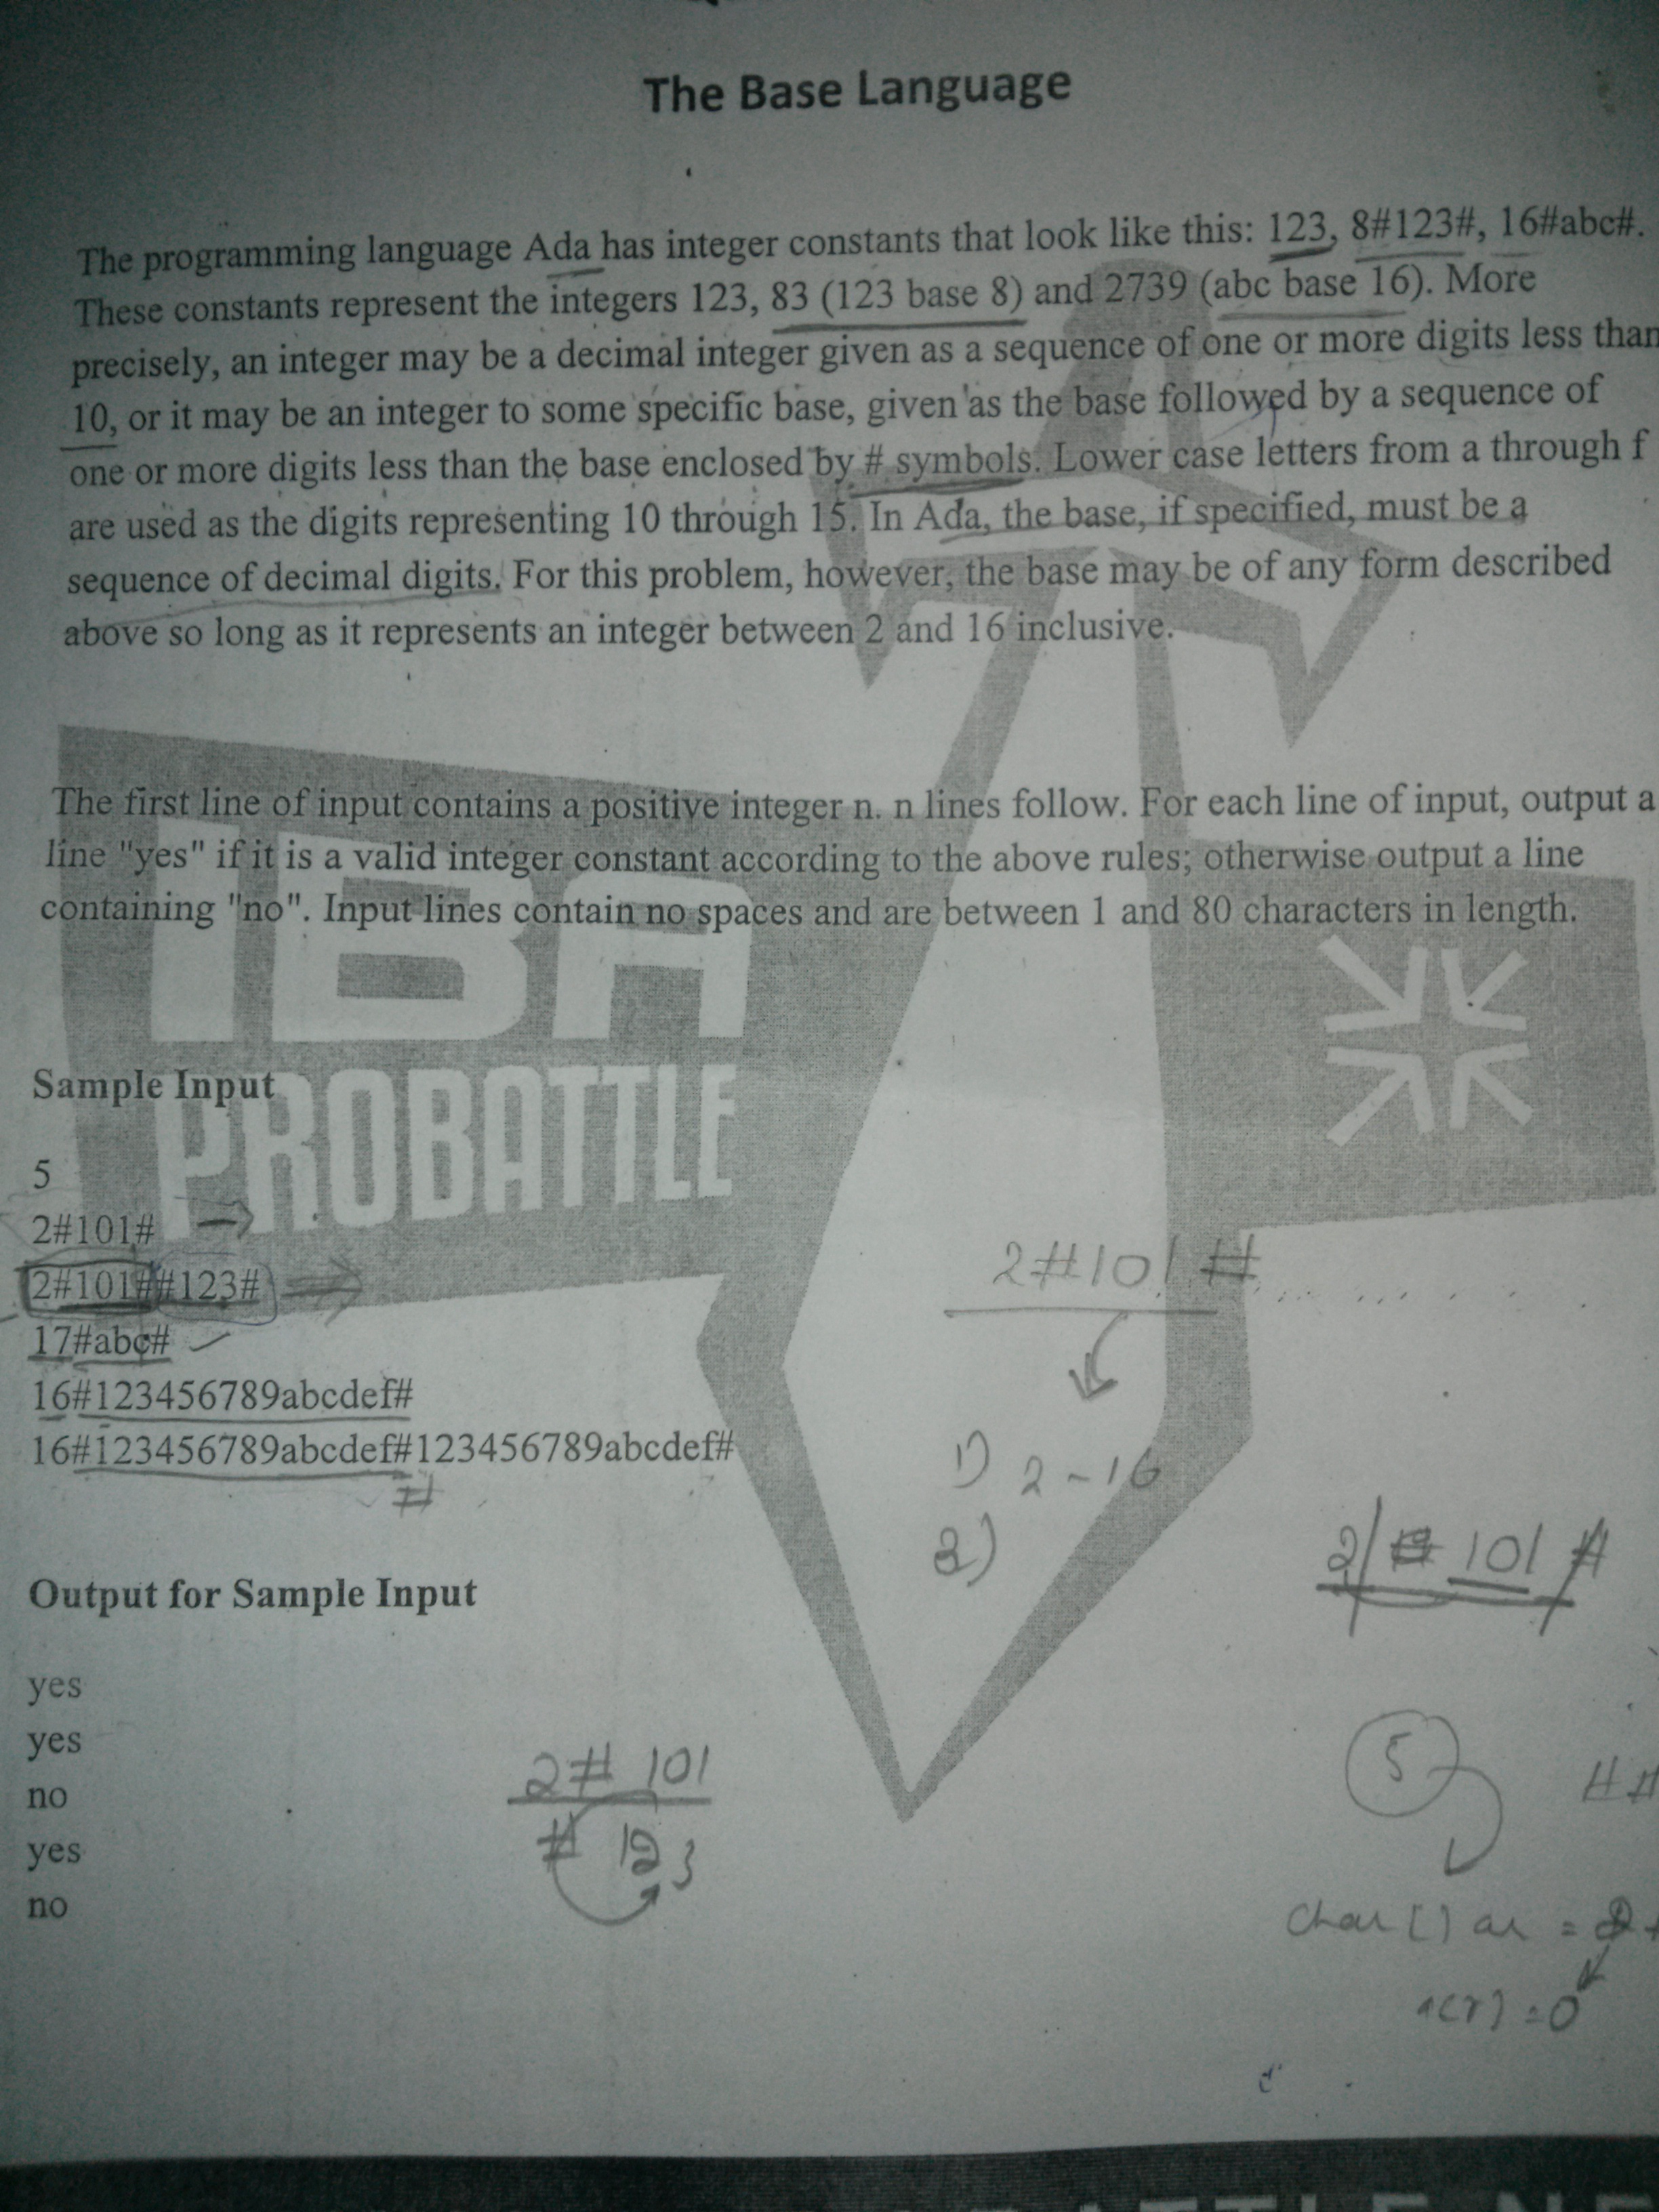 The Base Language
The programming language Ada has integer constants that look like this: 123, 8#123#, 16#abc#.
These constants represent the integers 123, 83 (123 base 8) and 2739 (abc base 16). More
precisely, an integer may be a decimal integer given as a sequence of one or more digits less than
10, or it may be an integer to some specific base, given as the base followed by a sequence of
one or more digits less than the base enclosed by # symbols. Lower case letters from a through f
are used as the digits representing 10 through 15. In Ada, the base, if specified, must be a
sequence of decimal digits. For this problem, however, the base may be of any form described
above so long as it represents an integer between 2 and 16 inclusive.
The first line of input contains a positive integer n. n lines follow. For each line of input, output a
line "yes" if it is a valid integer constant according to the above rules; otherwise output a line
containing "no". Input lines contain no spaces and are between 1 and 80 characters in length.
IBA
PROBATTLE
Sample Input
5
2#101#
2#101##123#
17#abc#
16#123456789abcdef#
16#123456789abcdef#123456789abcdef#
#
2#101#
1) 2-16
2)
2 # 101 #
Output for Sample Input
yes
yes
no
yes
no
2# 101
# 123
5
##
char [] ar =